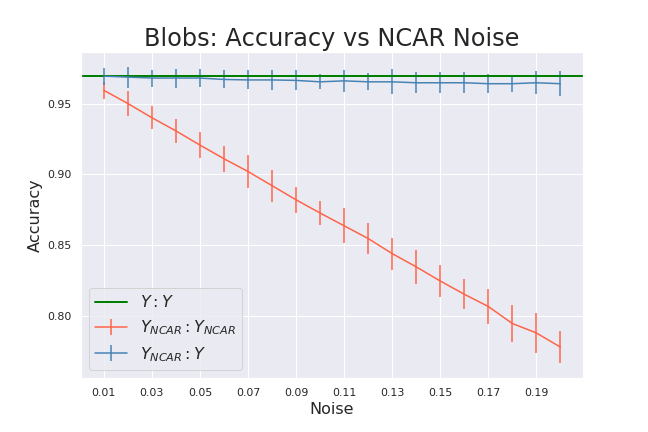 Blobs: Accuracy vs NCAR Noise
Accuracy
0.95
0.90
0.85
0.80
Y : Y
Y_NCAR : Y_NCAR
Y_NCAR : Y
0.01 0.03 0.05 0.07 0.09 0.11 0.13 0.15 0.17 0.19
Noise